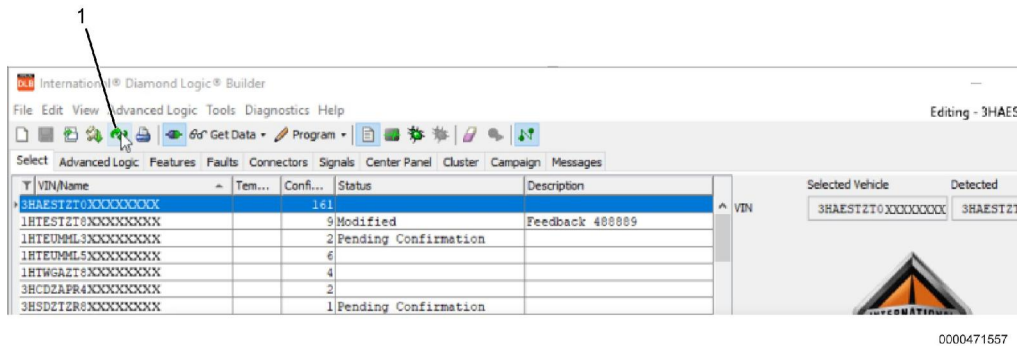 1
DLB International® Diamond Logic® Builder
File Edit View Advanced Logic Tools Diagnostics Help
Editing - 3HAES
Get Data Program
Select Advanced Logic Features Faults Connectors Signals Center Panel Cluster Campaign Messages
VIN/Name Tem... Confi... Status Description
Selected Vehicle Detected
3HAESTZT0XXXXXXXX 161
VIN 3HAESTZT0XXXXXXXX 3HAESTZT
1HTESTZT8XXXXXXXX 9 Modified Feedback 488889
1HTEUMML3XXXXXXXX 2 Pending Confirmation
1HTEUMML5XXXXXXXX 6
1HTWGAZT8XXXXXXXX 4
3HCDZAPR4XXXXXXXX 2
3HSDZTZR8XXXXXXXX 1 Pending Confirmation
INTERNATIONAL
0000471557